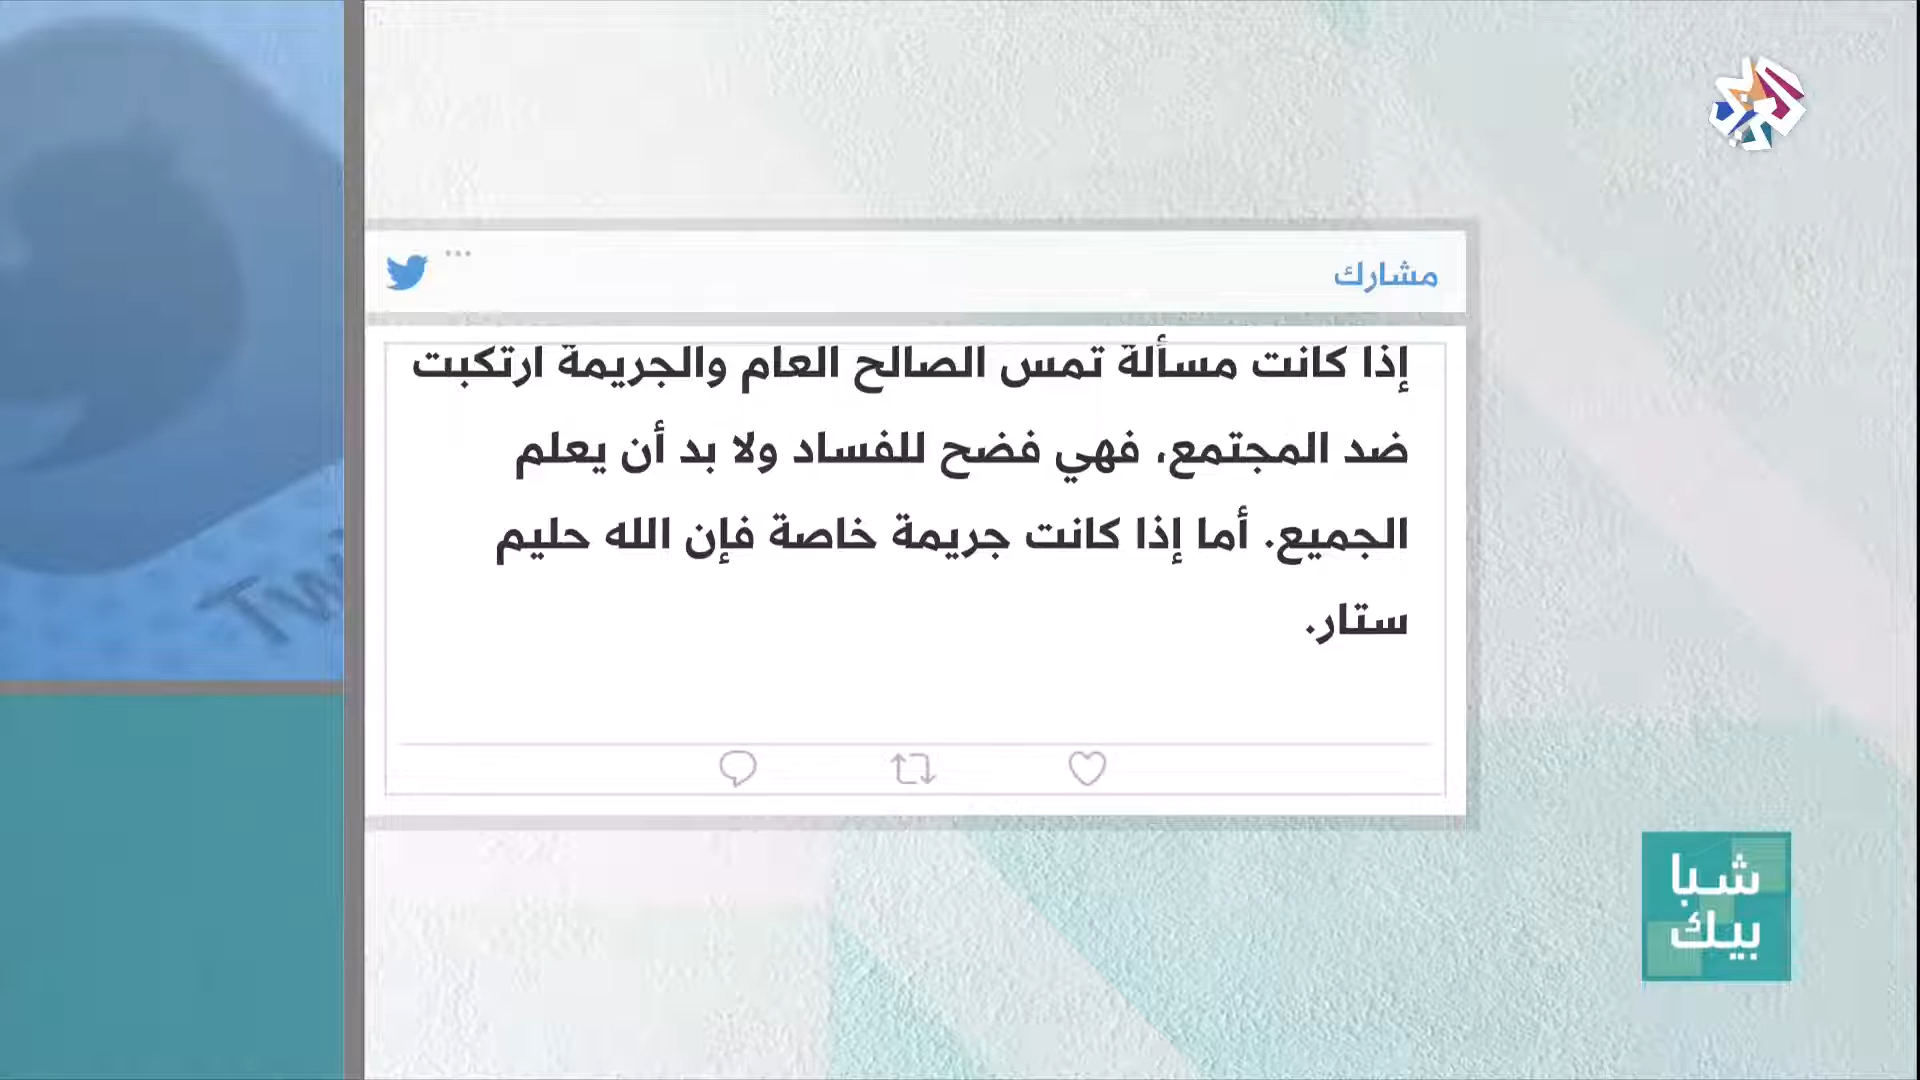 مشارك
إذا كانت مسألة تمس الصالح العام والجريمة ارتكبت
ضد المجتمع، فهي فضح للفساد ولا بد أن يعلم
الجميع. أما إذا كانت جريمة خاصة فإن الله حليم
ستار.
شبا
بيك